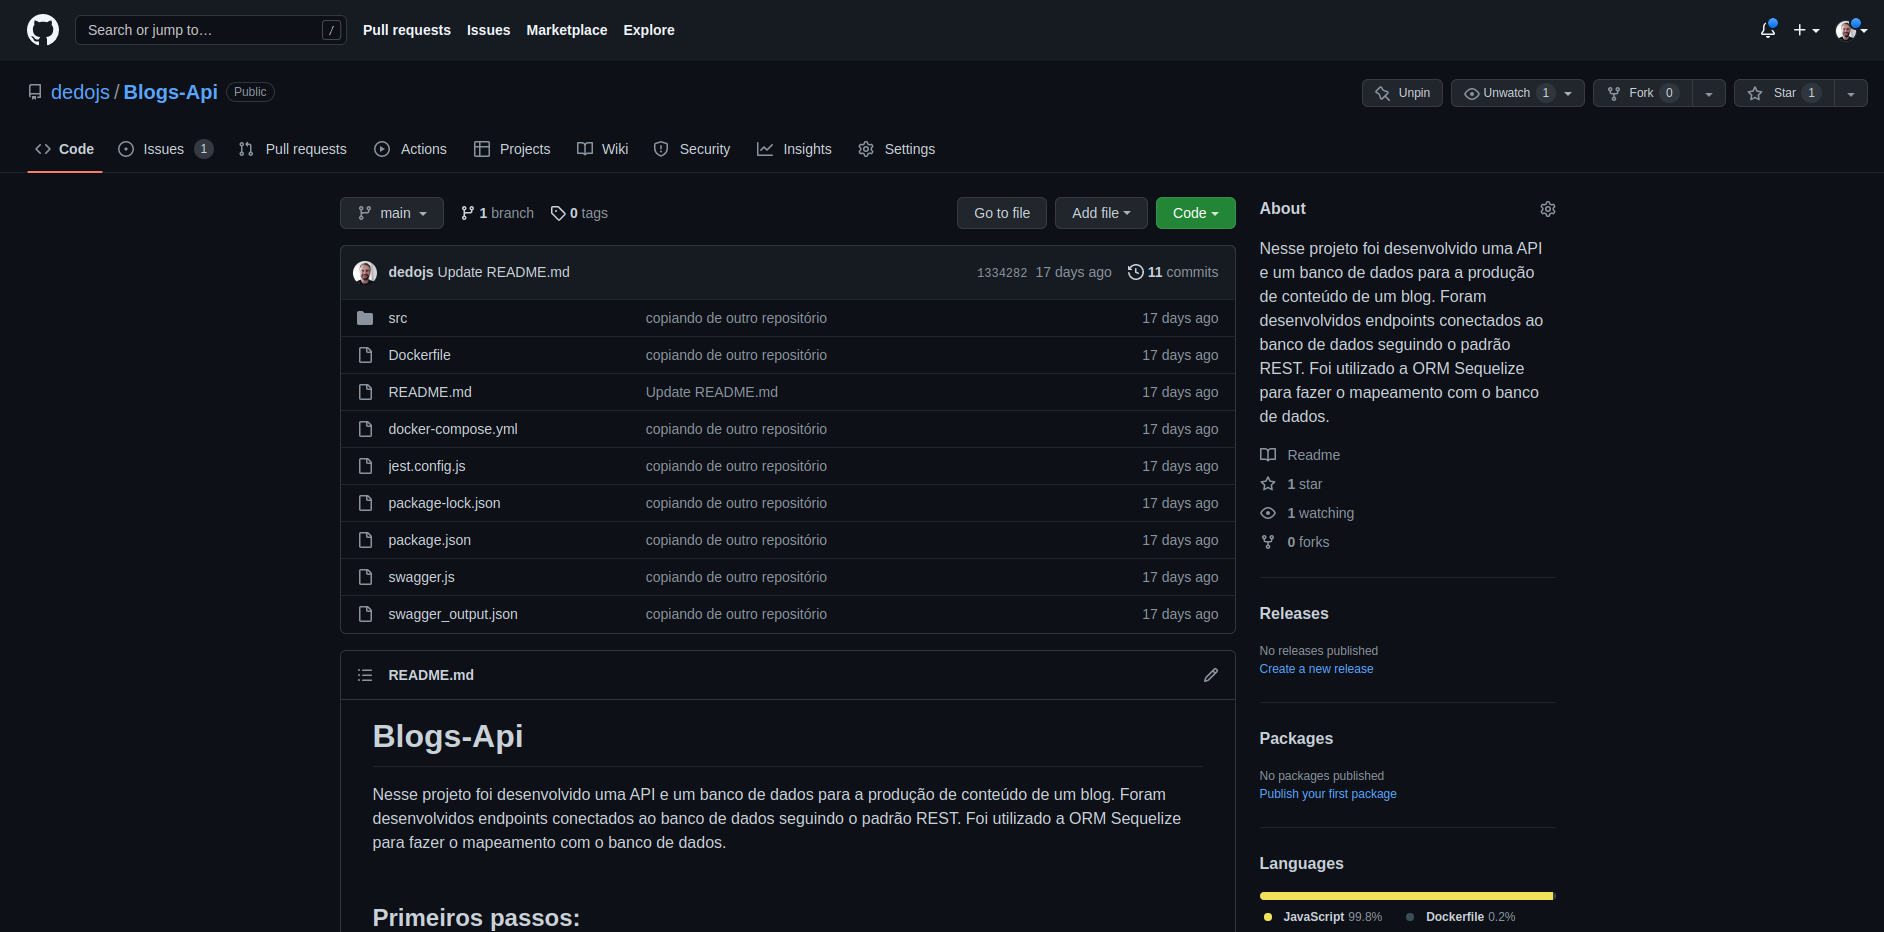 Search or jump to… /
Pull requests Issues Marketplace Explore
dedojs / Blogs-Api Public
Unpin Unwatch 1 Fork 0 Star 1
Code Issues 1 Pull requests Actions Projects Wiki Security Insights Settings
main 1 branch 0 tags Go to file Add file Code
dedojs Update README.md 1334282 17 days ago 11 commits
src copiando de outro repositório 17 days ago
Dockerfile copiando de outro repositório 17 days ago
README.md Update README.md 17 days ago
docker-compose.yml copiando de outro repositório 17 days ago
jest.config.js copiando de outro repositório 17 days ago
package-lock.json copiando de outro repositório 17 days ago
package.json copiando de outro repositório 17 days ago
swagger.js copiando de outro repositório 17 days ago
swagger_output.json copiando de outro repositório 17 days ago
README.md
Blogs-Api
Nesse projeto foi desenvolvido uma API e um banco de dados para a produção de conteúdo de um blog. Foram
desenvolvidos endpoints conectados ao banco de dados seguindo o padrão REST. Foi utilizado a ORM Sequelize
para fazer o mapeamento com o banco de dados.
Primeiros passos:
About
Nesse projeto foi desenvolvido uma API
e um banco de dados para a produção
de conteúdo de um blog. Foram
desenvolvidos endpoints conectados ao
banco de dados seguindo o padrão
REST. Foi utilizado a ORM Sequelize
para fazer o mapeamento com o banco
de dados.
Readme
1 star
1 watching
0 forks
Releases
No releases published
Create a new release
Packages
No packages published
Publish your first package
Languages
JavaScript 99.8% Dockerfile 0.2%